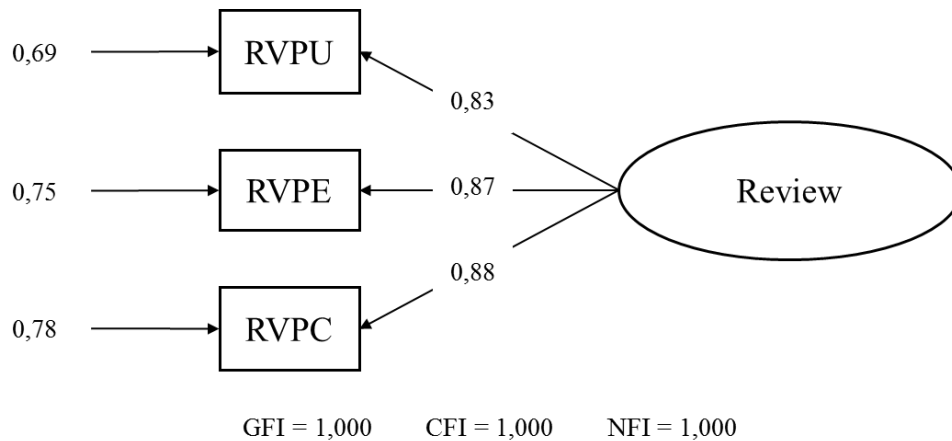 0,69
RVPU
0,83
0,75
RVPE
0,87
Review
0,88
0,78
RVPC
GFI = 1,000 CFI = 1,000 NFI = 1,000